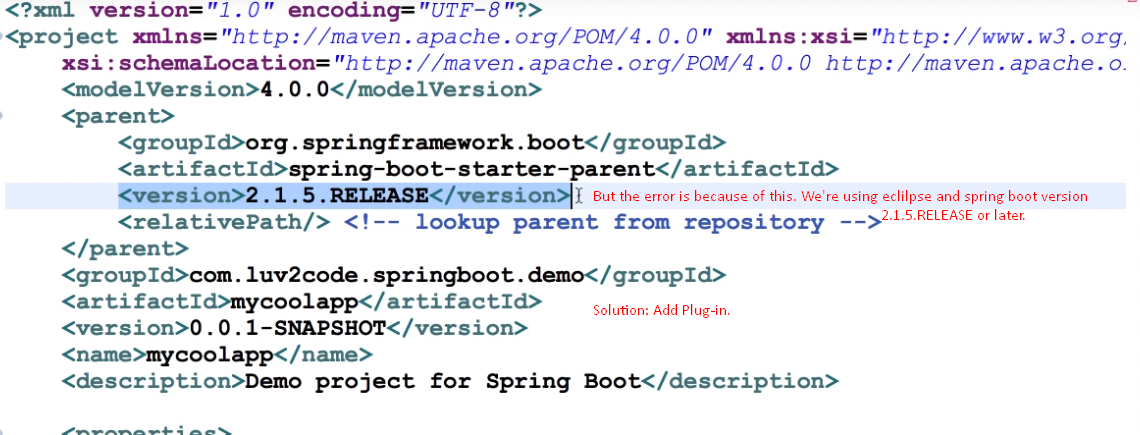 <?xml version="1.0" encoding="UTF-8"?>
<project xmlns="http://maven.apache.org/POM/4.0.0" xmlns:xsi="http://www.w3.org/
xsi:schemaLocation="http://maven.apache.org/POM/4.0.0 http://maven.apache.o
<modelVersion>4.0.0</modelVersion>
<parent>
<groupId>org.springframework.boot</groupId>
<artifactId>spring-boot-starter-parent</artifactId>
<version>2.1.5.RELEASE</version> But the error is because of this. We're using eclilpse and spring boot version
2.1.5.RELEASE or later.
<relativePath/> <!-- lookup parent from repository -->
</parent>
<groupId>com.luv2code.springboot.demo</groupId>
<artifactId>mycoolapp</artifactId>
Solution: Add Plug-in.
<version>0.0.1-SNAPSHOT</version>
<name>mycoolapp</name>
<description>Demo project for Spring Boot</description>
<properties>